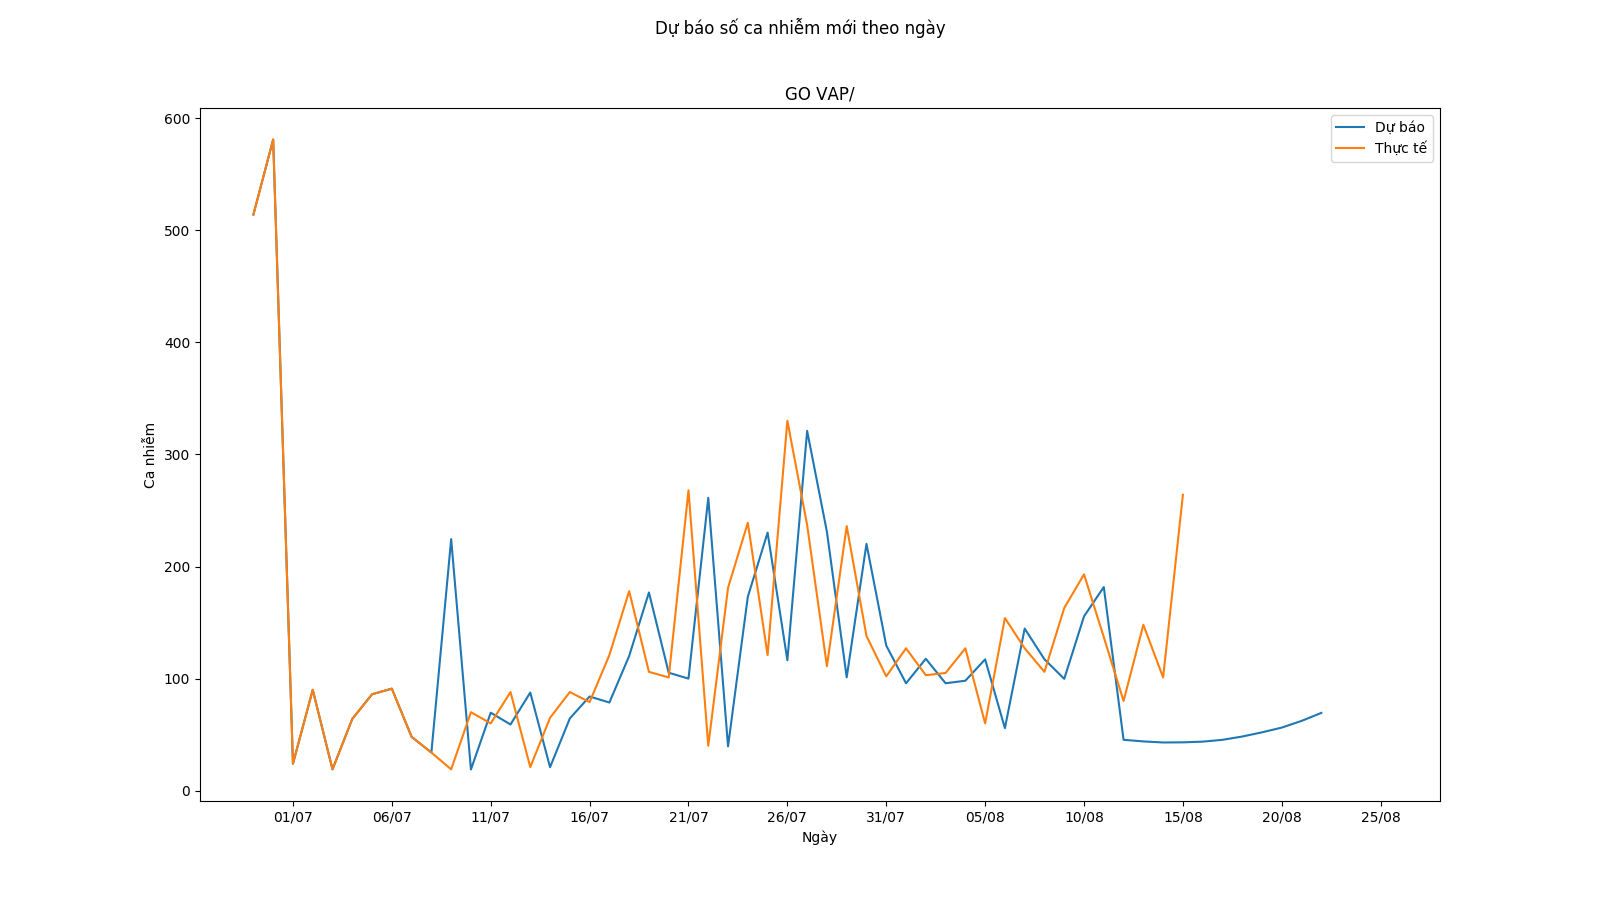 Dự báo số ca nhiễm mới theo ngày
GO VAP/
Dự báo
Thực tế
600
500
400
300
200
100
0
Ca nhiễm
01/07 06/07 11/07 16/07 21/07 26/07 31/07 05/08 10/08 15/08 20/08 25/08
Ngày